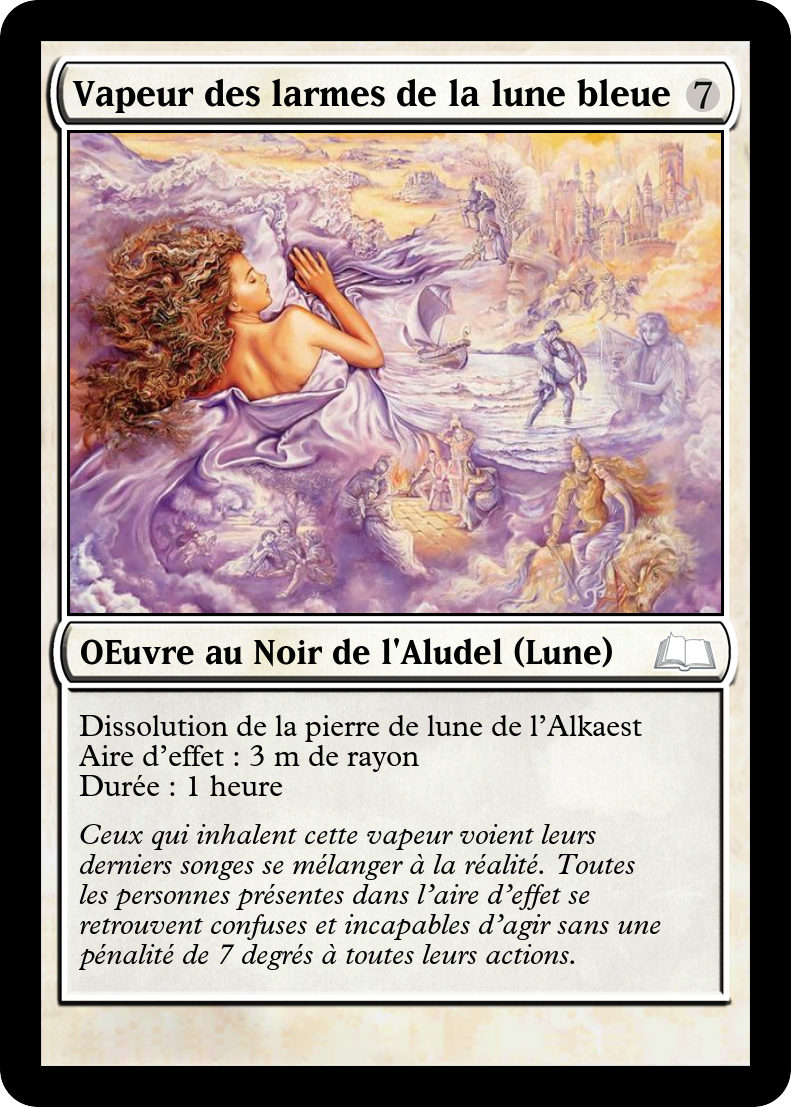 Vapeur des larmes de la lune bleue 7
OEuvre au Noir de l'Aludel (Lune)
Dissolution de la pierre de lune de l’Alkaest
Aire d’effet : 3 m de rayon
Durée : 1 heure
Ceux qui inhalent cette vapeur voient leurs
derniers songes se mélanger à la réalité. Toutes
les personnes présentes dans l’aire d’effet se
retrouvent confuses et incapables d’agir sans une
pénalité de 7 degrés à toutes leurs actions.